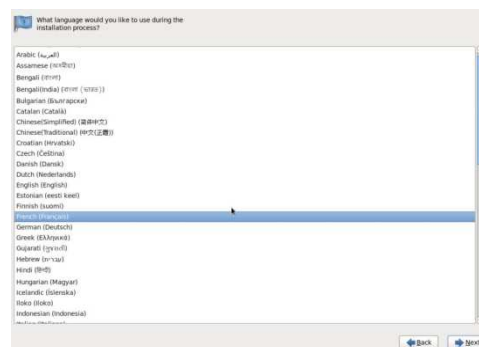 What language would you like to use during the
installation process?
Arabic (العربية)
Assamese (অসমীয়া)
Bengali (বাংলা)
Bengali(India) (বাংলা (ভারত))
Bulgarian (Български)
Catalan (Català)
Chinese(Simplified) (简体中文)
Chinese(Traditional) (中文(正體))
Croatian (Hrvatski)
Czech (Čeština)
Danish (Dansk)
Dutch (Nederlands)
English (English)
Estonian (eesti keel)
Finnish (suomi)
French (Français)
German (Deutsch)
Greek (Ελληνικά)
Gujarati (ગુજરાતી)
Hebrew (עברית)
Hindi (हिन्दी)
Hungarian (Magyar)
Icelandic (Íslenska)
Iloko (Iloko)
Indonesian (Indonesia)
Back
Next